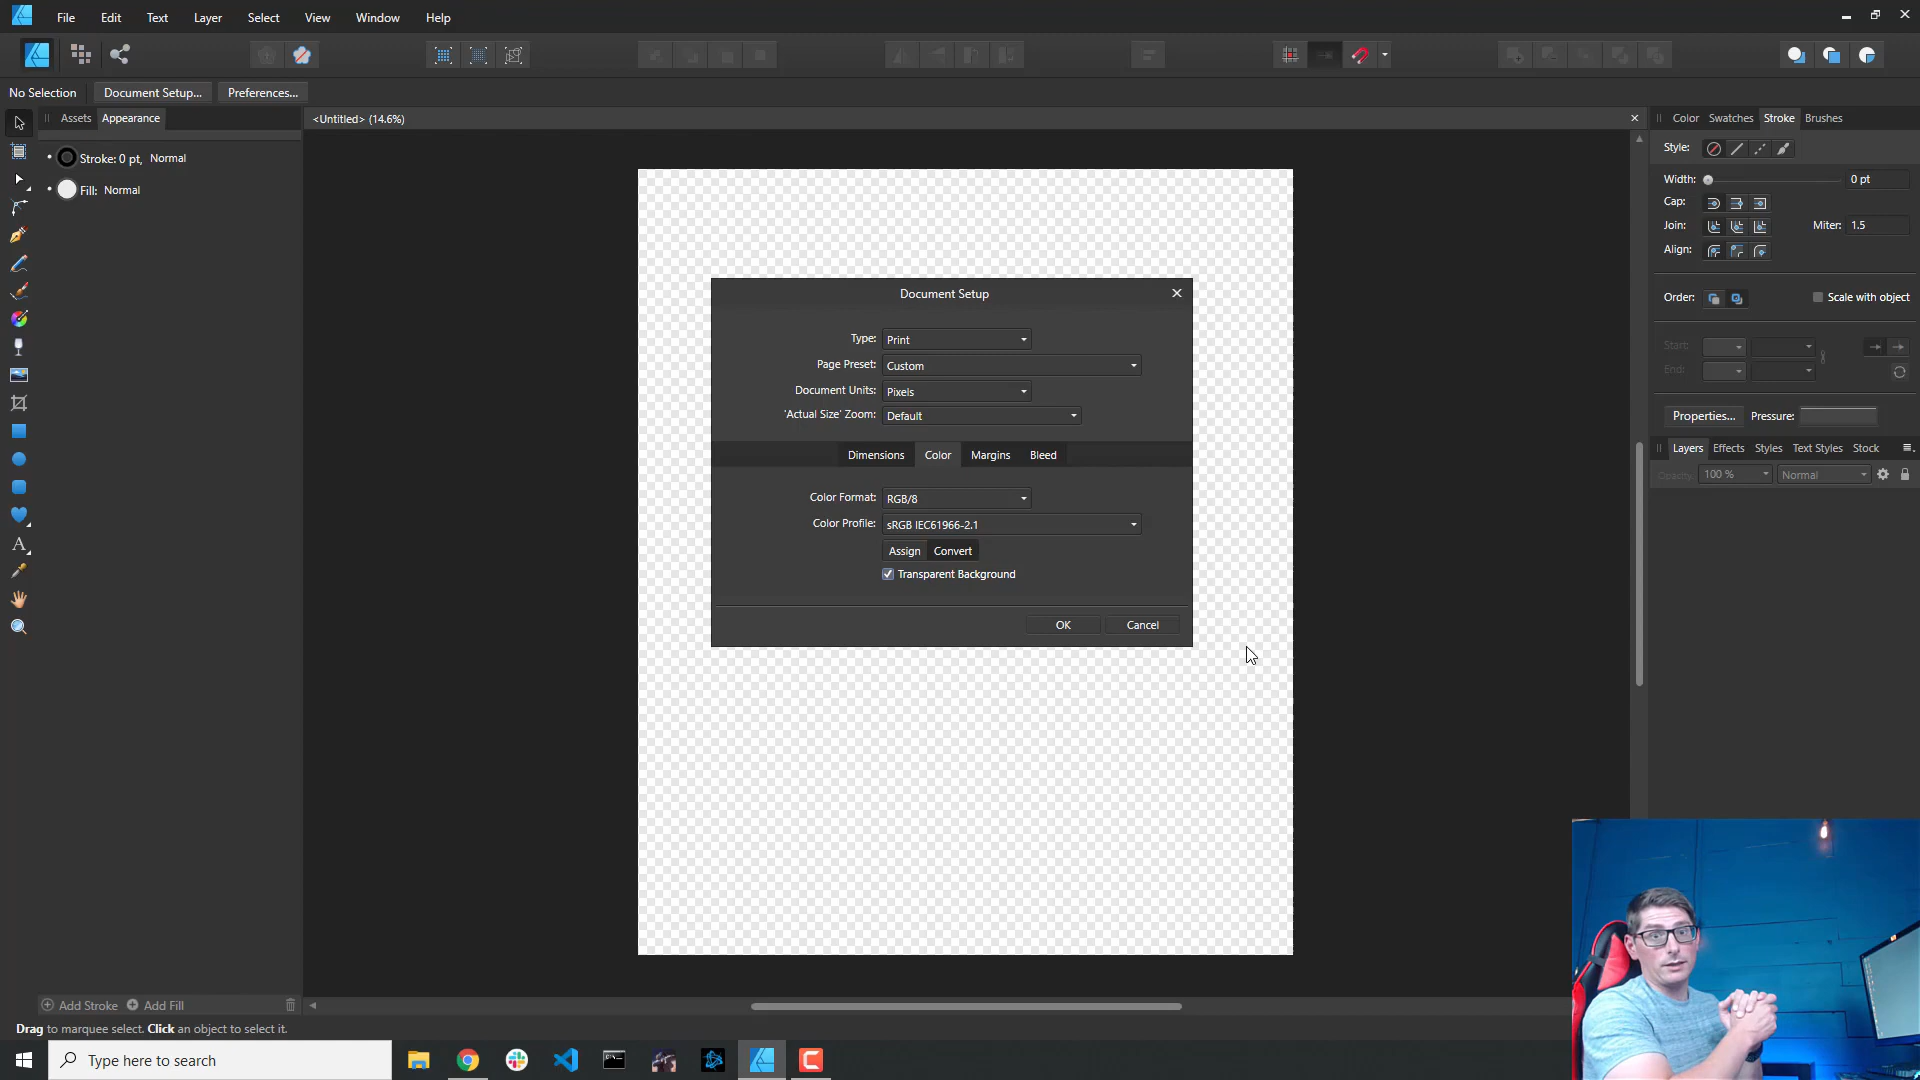 File Edit Text Layer Select View Window Help
No Selection Document Setup... Preferences...
Assets Appearance
<Untitled> (14.6%)
Color Swatches Stroke Brushes
Stroke: 0 pt, Normal
Fill: Normal
Style:
Width: 0 pt
Cap:
Join: Miter: 1.5
Align:
Order: Scale with object
Start:
End:
Properties... Pressure:
Layers Effects Styles Text Styles Stock
Opacity: 100 % Normal
Document Setup
Type: Print
Page Preset: Custom
Document Units: Pixels
'Actual Size' Zoom: Default
Dimensions Color Margins Bleed
Color Format: RGB/8
Color Profile: sRGB IEC61966-2.1
Assign Convert
Transparent Background
OK Cancel
Add Stroke Add Fill
Drag to marquee select. Click an object to select it.
Type here to search